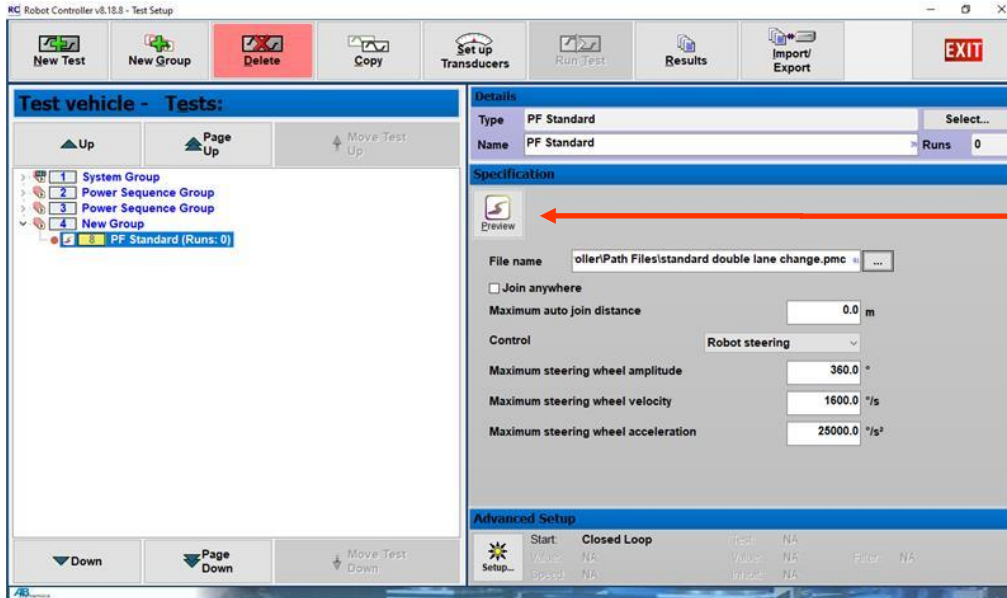 RC Robot Controller v8.18.8 - Test Setup
New Test
New Group
Delete
Copy
Set up
Transducers
Run Test
Results
Import/
Export
EXIT
Test vehicle - Tests:
Up
Page
Up
Move Test
Up
1 System Group
2 Power Sequence Group
3 Power Sequence Group
4 New Group
8 PF Standard (Runs: 0)
Down
Page
Down
Move Test
Down
Details
Type PF Standard Select...
Name PF Standard Runs 0
Specification
Preview
File name oller\Path Files\standard double lane change.pmc ...
Join anywhere
Maximum auto join distance 0.0 m
Control Robot steering
Maximum steering wheel amplitude 360.0 °
Maximum steering wheel velocity 1600.0 °/s
Maximum steering wheel acceleration 25000.0 °/s²
Advanced Setup
Setup...
Start: Closed Loop Test: NA
Value: NA Value: NA Filter: NA
Speed: NA NA
AB